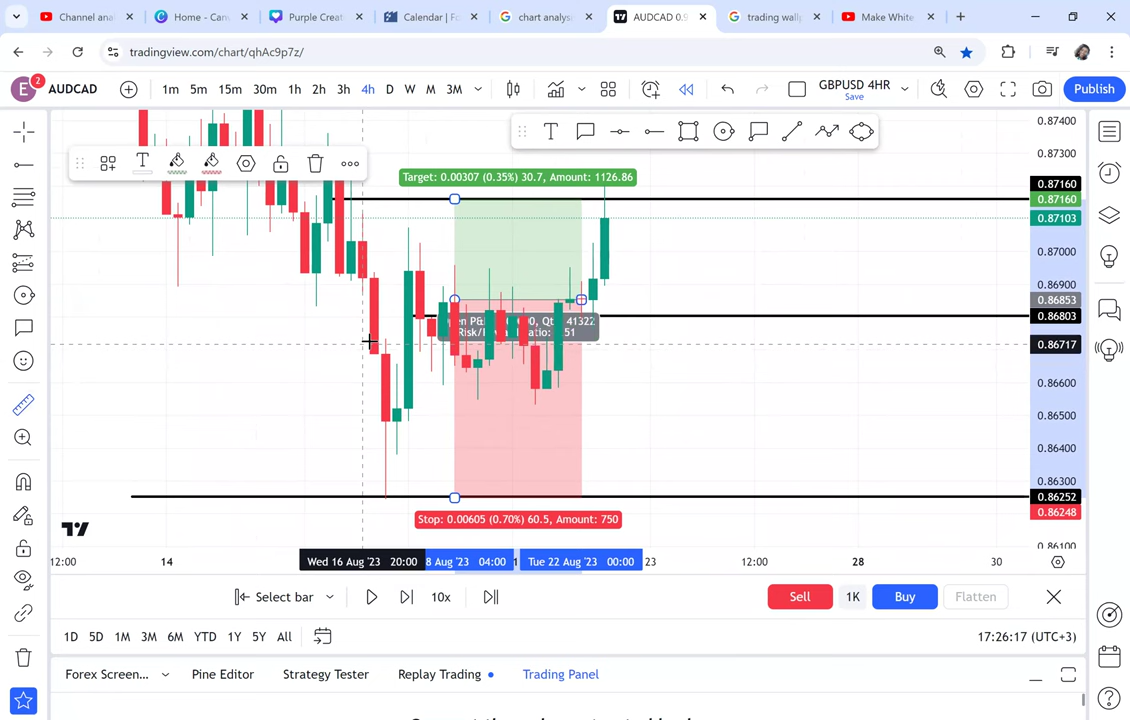 Channel anal
Home - Can
Purple Creat
Calendar | Fo
chart analys
AUDCAD 0.9
trading wall
Make White
tradingview.com/chart/qhAc9p7z/
E
2
AUDCAD
1m
5m
15m
30m
1h
2h
3h
4h
D
W
M
3M
GBPUSD 4HR
Save
Publish
Target: 0.00307 (0.35%) 30.7, Amount: 1126.86
Stop: 0.00605 (0.70%) 60.5, Amount: 750
0.87400
0.87300
0.87160
0.87160
0.87103
0.87000
0.86900
0.86853
0.86803
0.86717
0.86600
0.86500
0.86400
0.86300
0.86252
0.86248
0.86100
12:00
14
Wed 16 Aug '23 20:00
8 Aug '23 04:00
1
Tue 22 Aug '23 00:00
23
12:00
28
30
Select bar
10x
Sell
1K
Buy
Flatten
1D
5D
1M
3M
6M
YTD
1Y
5Y
All
17:26:17 (UTC+3)
Forex Screen...
Pine Editor
Strategy Tester
Replay Trading
Trading Panel